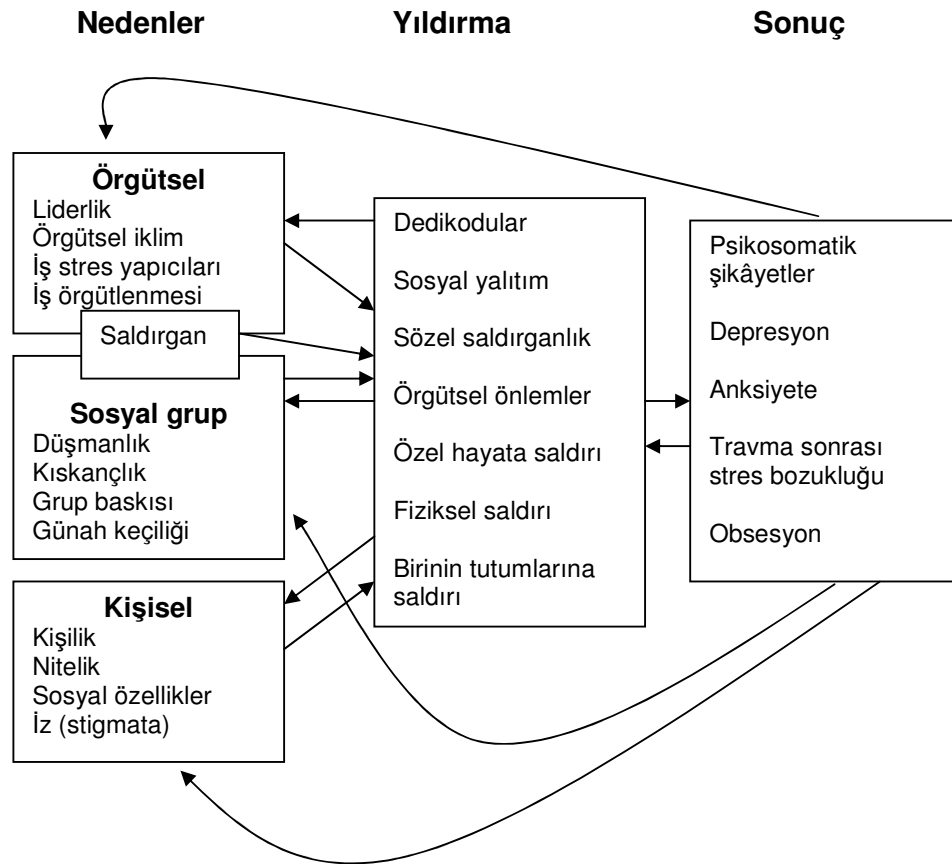 Nedenler
Yıldırma
Sonuç
Örgütsel
Liderlik
Örgütsel iklim
İş stres yapıcıları
İş örgütlenmesi
Saldırgan
Sosyal grup
Düşmanlık
Kıskançlık
Grup baskısı
Günah keçiliği
Kişisel
Kişilik
Nitelik
Sosyal özellikler
İz (stigmata)
Dedikodular
Sosyal yalıtım
Sözel saldırganlık
Örgütsel önlemler
Özel hayata saldırı
Fiziksel saldırı
Birinin tutumlarına
saldırı
Psikosomatik
şikâyetler
Depresyon
Anksiyete
Travma sonrası
stres bozukluğu
Obsesyon